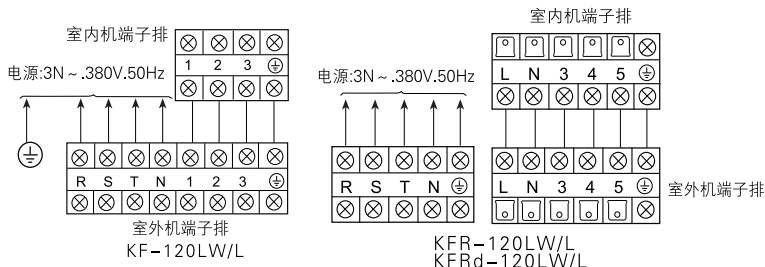 室内机端子排
1 2 3
电源:3N～.380V.50Hz
R S T N 1 2 3
室外机端子排
KF-120LW/L
室内机端子排
L N 3 4 5
电源:3N～.380V.50Hz
R S T N
L N 3 4 5
室外机端子排
KFR-120LW/L
KFRd-120LW/L